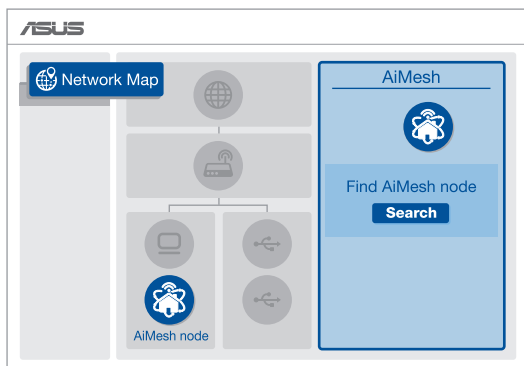 ASUS
Network Map
AiMesh
Find AiMesh node
Search
AiMesh node